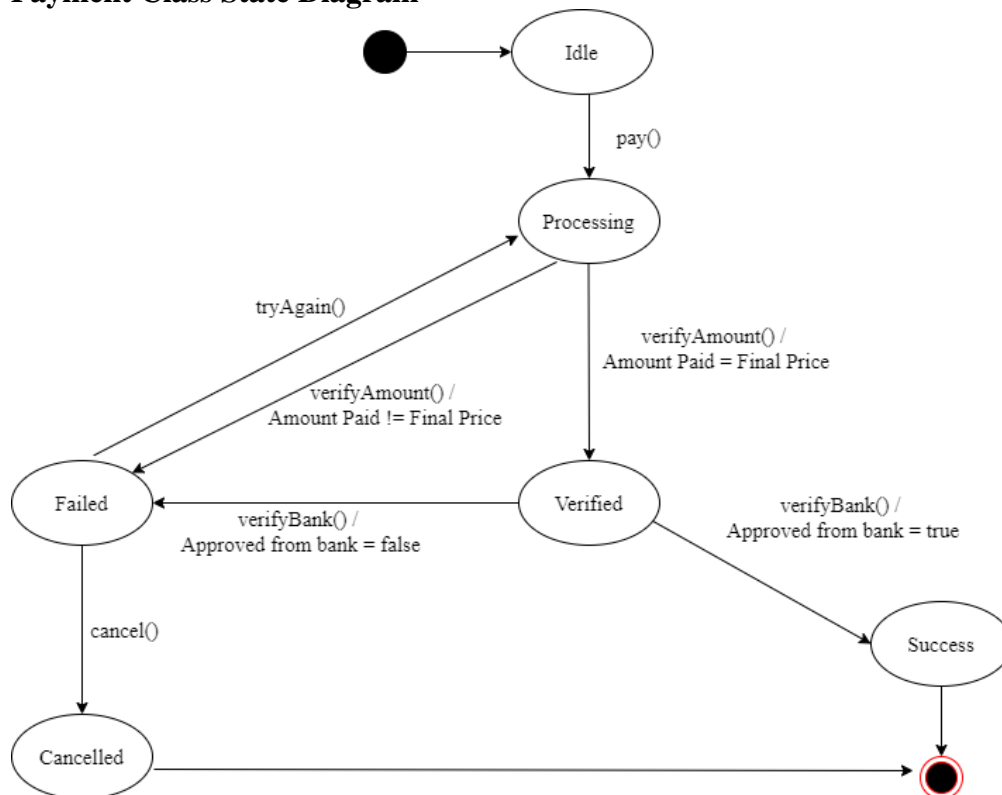 Payment Class State Diagram
Idle
pay()
Processing
tryAgain()
verifyAmount() /
Amount Paid = Final Price
verifyAmount() /
Amount Paid != Final Price
Failed
Verified
verifyBank() /
Approved from bank = false
verifyBank() /
Approved from bank = true
cancel()
Success
Cancelled